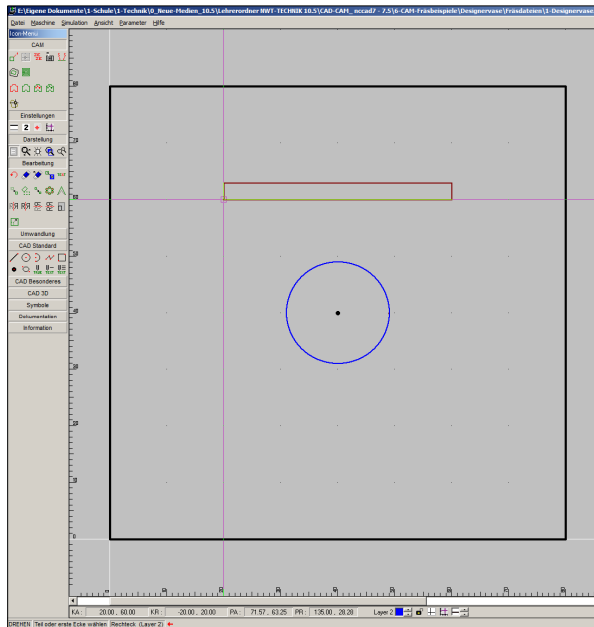 E:\Eigene Dokumente\1-Schule\1-Technik\0_Neue-Medien_10.5\Lehrerordner NWT-TECHNIK 10.5\CAD-CAM_ nccad7 - 7.5\6-CAM-Fräsbeispiele\Designervase\Fräsdateien\1-Designervase
Datei Maschine Simulation Ansicht Parameter Hilfe
Icon-Menü
CAM
Einstellungen
2
Darstellung
Bearbeitung
TEXT
Umwandlung
CAD Standard
CAD Besonderes
CAD 3D
Symbole
Dokumentation
Information
KA : 20.00, 60.00 KR : -20.00, 20.00 PA : 71.57, 63.25 PR : 135.00, 28.28 Layer 2
DREHEN Teil oder erste Ecke wählen Rechteck (Layer 2)